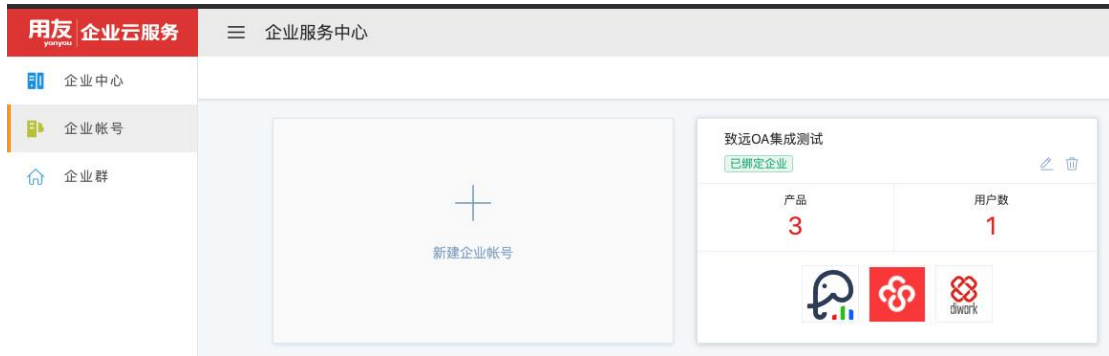 用友 企业云服务
yonyou
企业服务中心
企业中心
企业帐号
企业群
新建企业帐号
致远OA集成测试
已绑定企业
产品
用户数
3
1
diwork